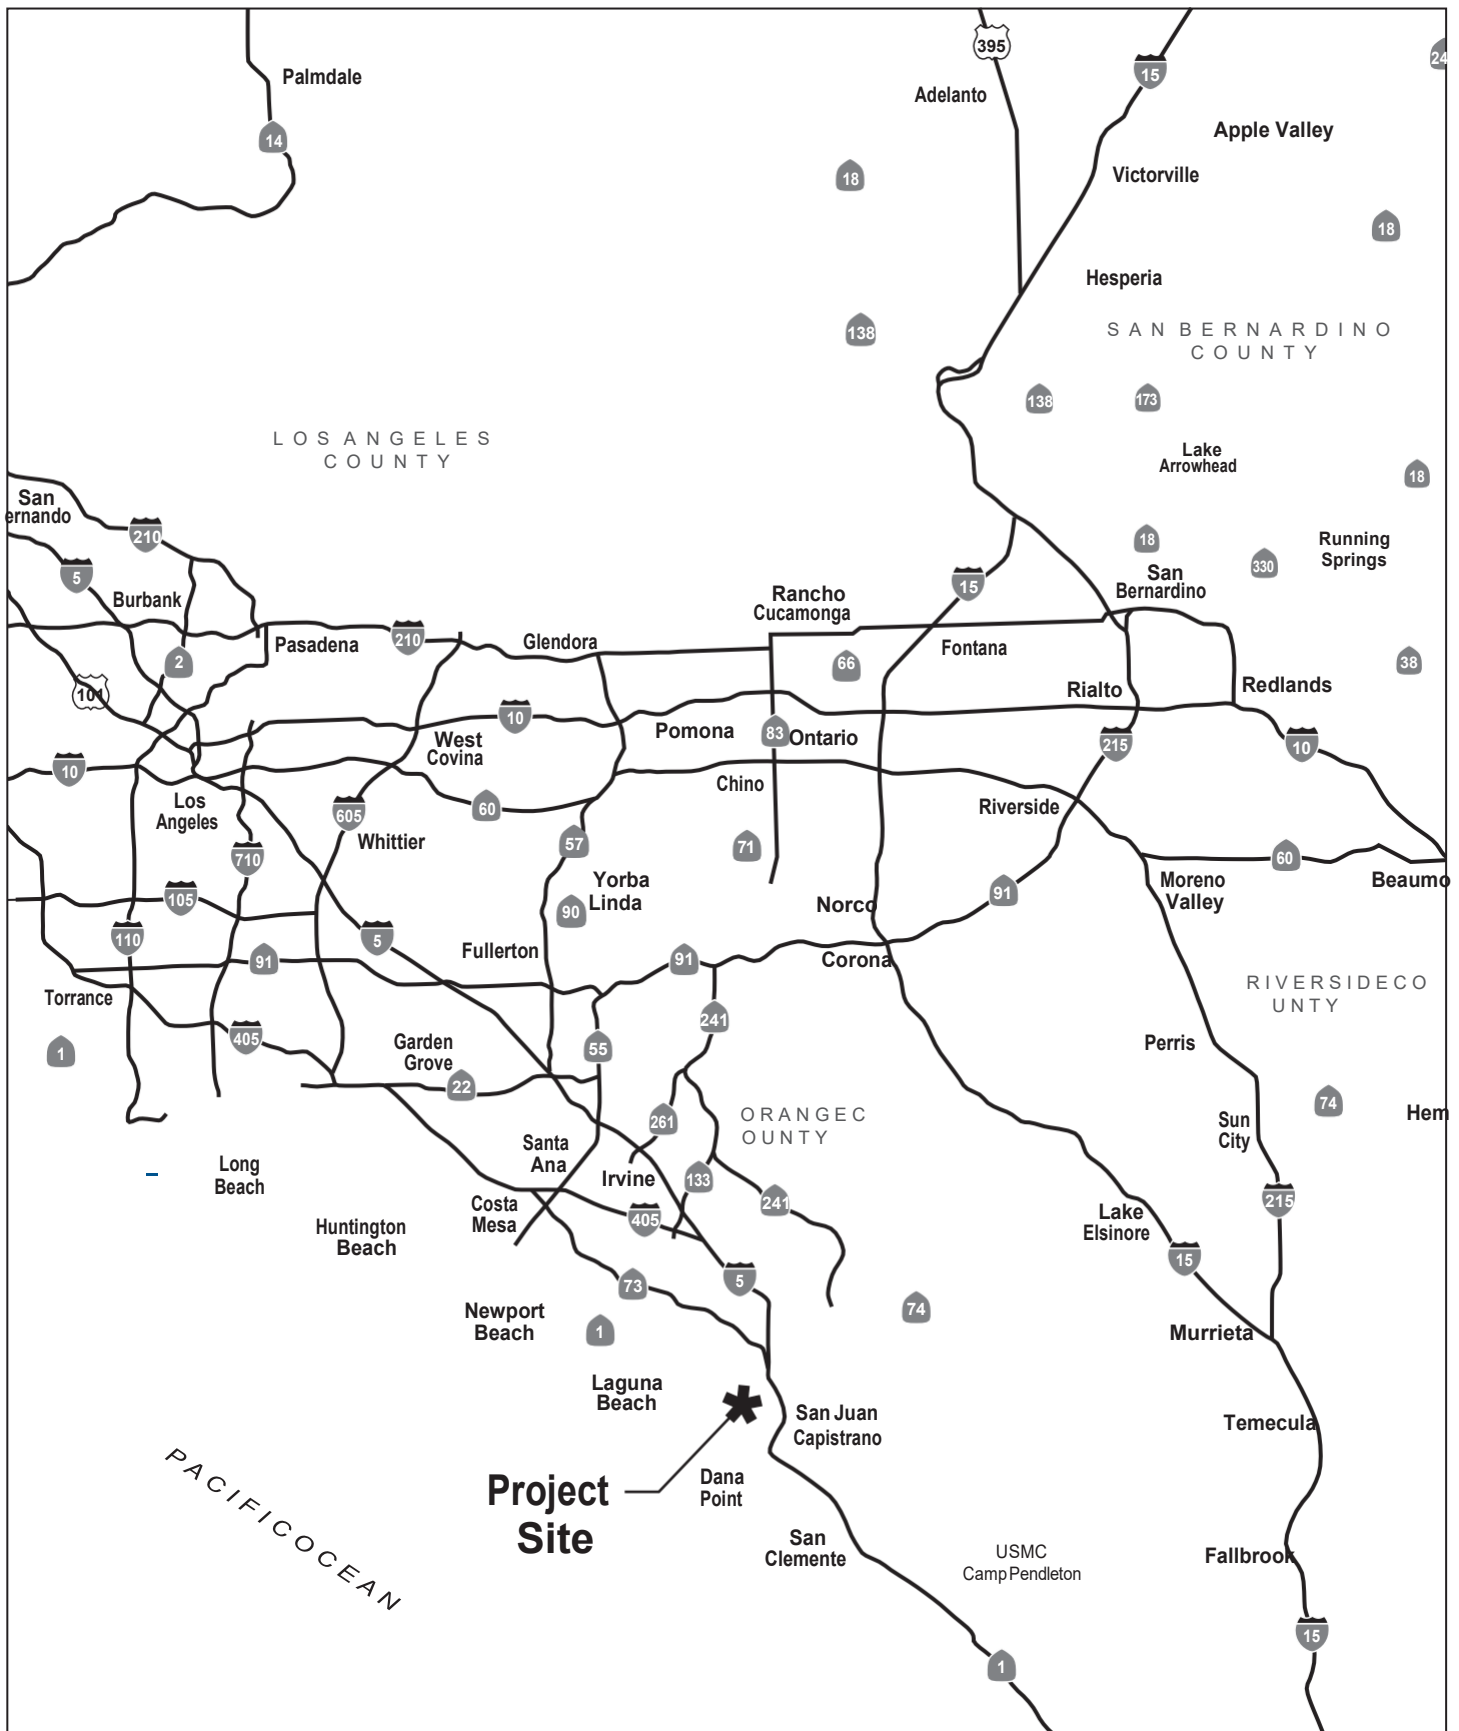 395
24
15
Palmdale
Adelanto
Apple Valley
14
Victorville
18
18
Hesperia
138
SAN BERNARDINO
COUNTY
138
173
LOS ANGELES
COUNTY
Lake
Arrowhead
18
San
ernando
210
18
Running
Springs
330
5
San
Bernardino
15
Burbank
Rancho
Cucamonga
Pasadena
210
Glendora
66
Fontana
2
38
101
Rialto
Redlands
10
West
Covina
Pomona
83
Ontario
215
10
10
Chino
Los
Angeles
60
605
Riverside
Whittier
57
71
710
60
Yorba
Linda
Moreno
Valley
Beaumo
105
90
Norco
91
110
5
Fullerton
91
91
Corona
Torrance
RIVERSIDECO
UNTY
241
405
Garden
Grove
55
1
Perris
22
74
261
ORANGEC
OUNTY
Sun
City
Hem
Santa
Ana
Long
Beach
Irvine
133
241
215
Costa
Mesa
405
Lake
Elsinore
Huntington
Beach
15
73
5
74
Newport
Beach
1
Murrieta
Laguna
Beach
San Juan
Capistrano
Temecula
PACIFICOCEAN
Project
Site
Dana
Point
San
Clemente
USMC
Camp Pendleton
Fallbrook
15
1